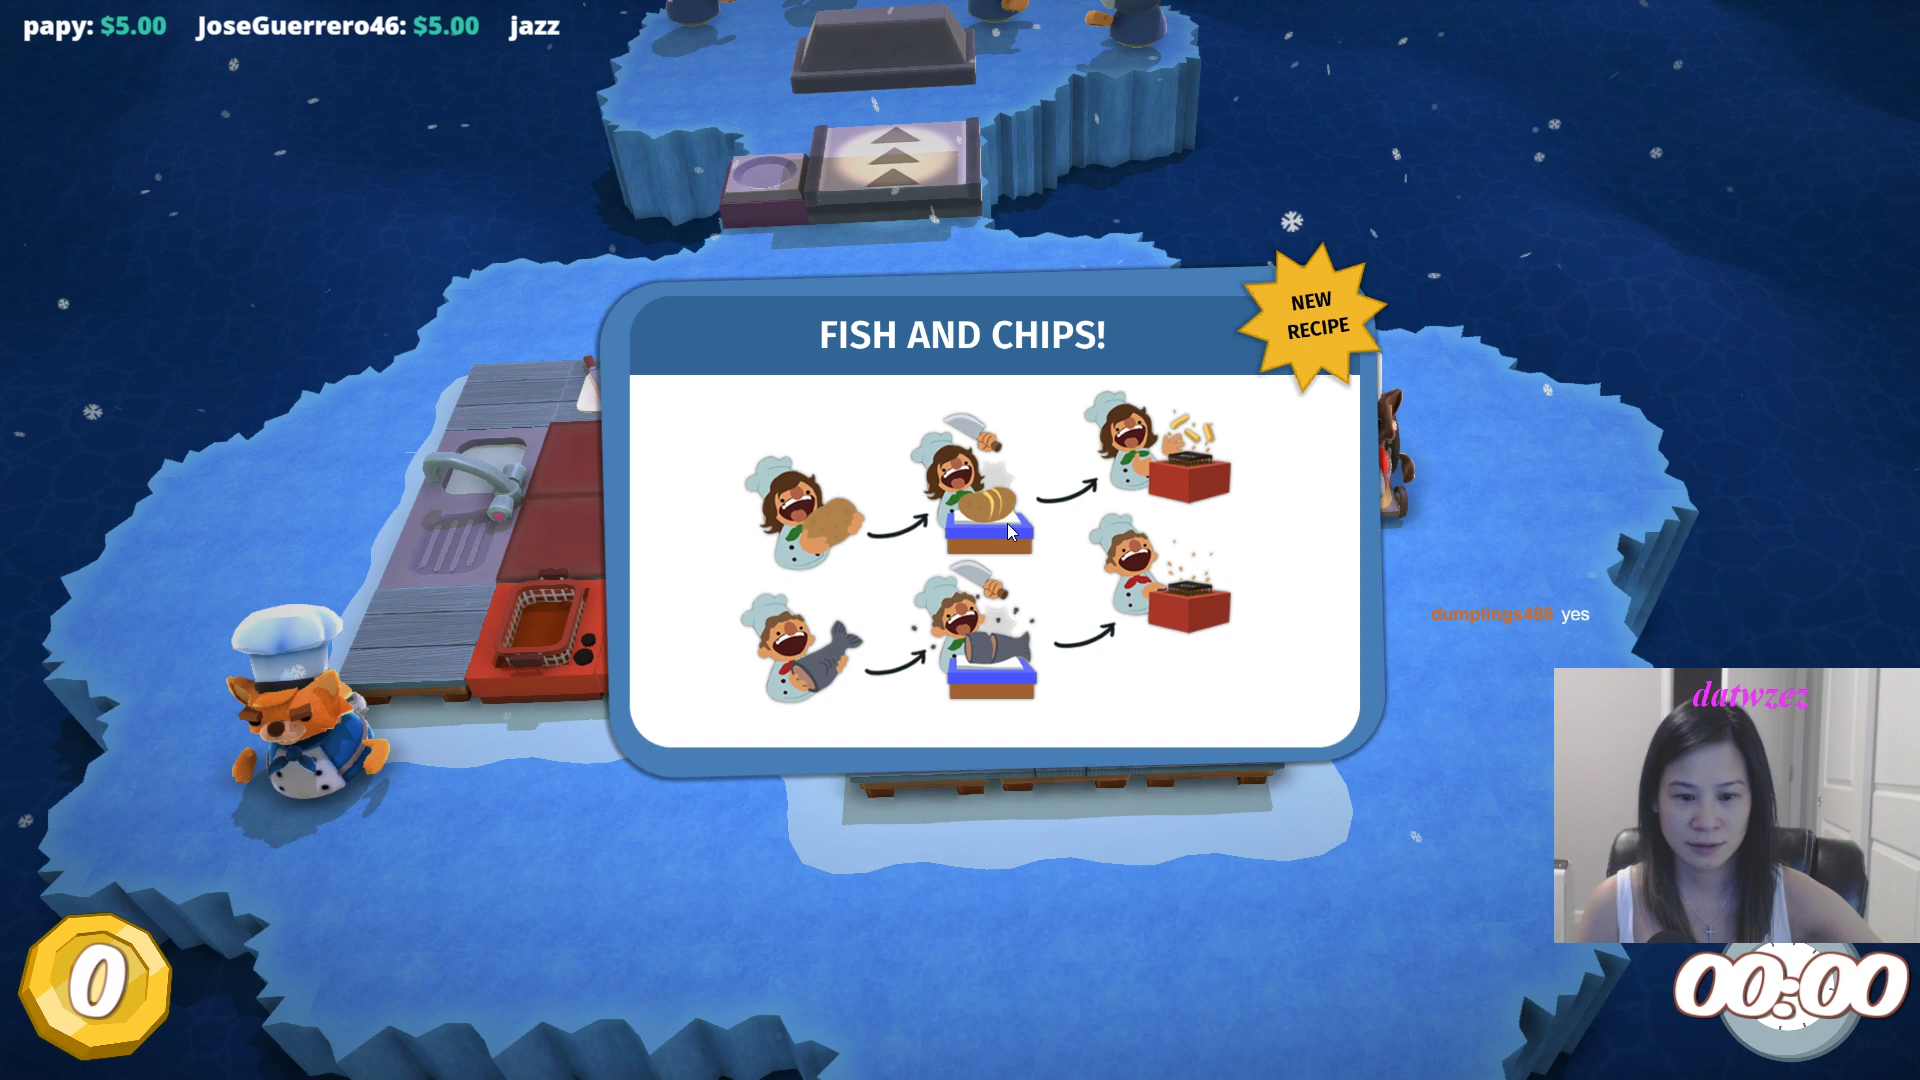 papy: $5.00 JoseGuerrero46: $5.00 jazz
NEW
RECIPE
FISH AND CHIPS!
dumplings486 yes
datwzez
0
00:00